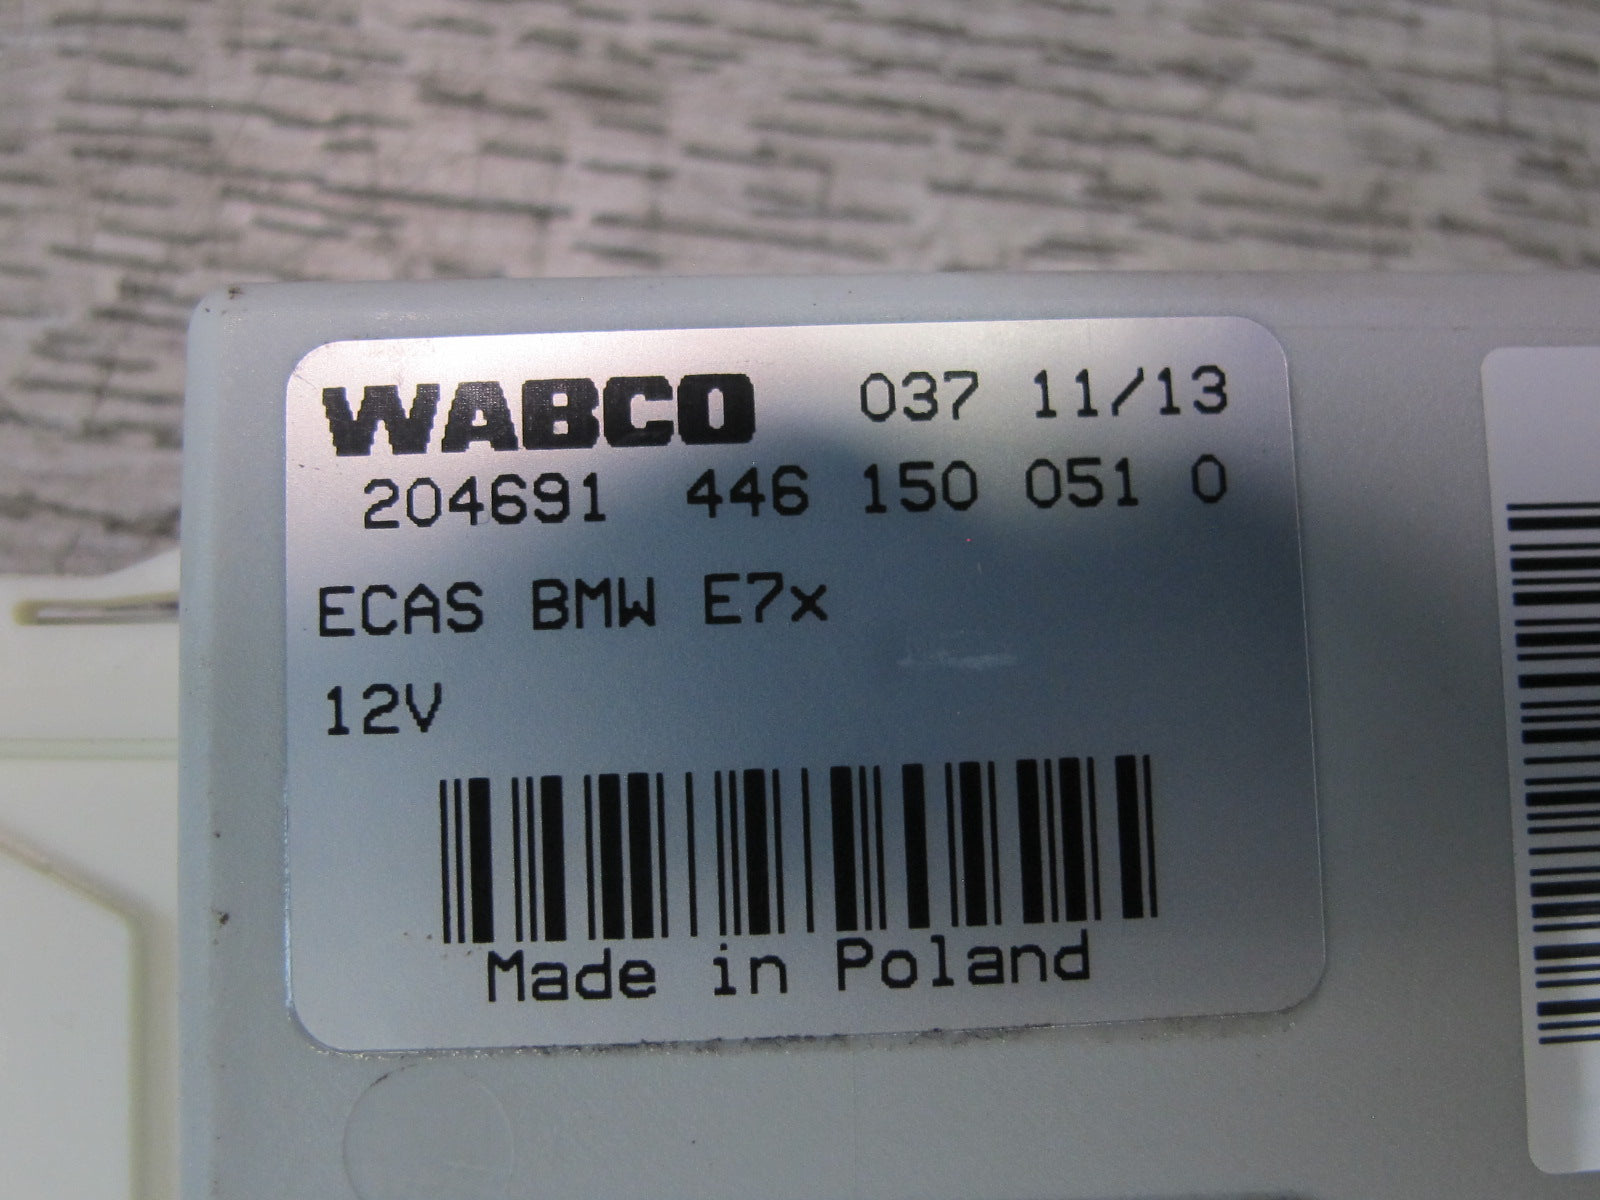 WABCO 037 11/13
204691 446 150 051 0
ECAS BMW E7x
12V
Made in Poland